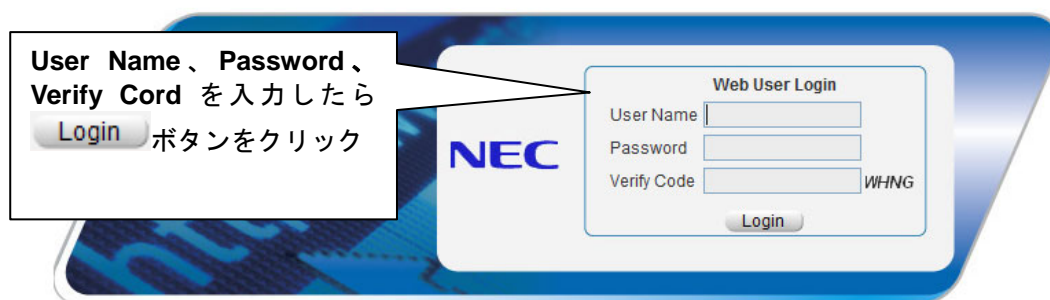 User Name、Password、
Verify Cord を入力したら
Login ボタンをクリック
NEC
Web User Login
User Name
Password
Verify Code WHNG
Login